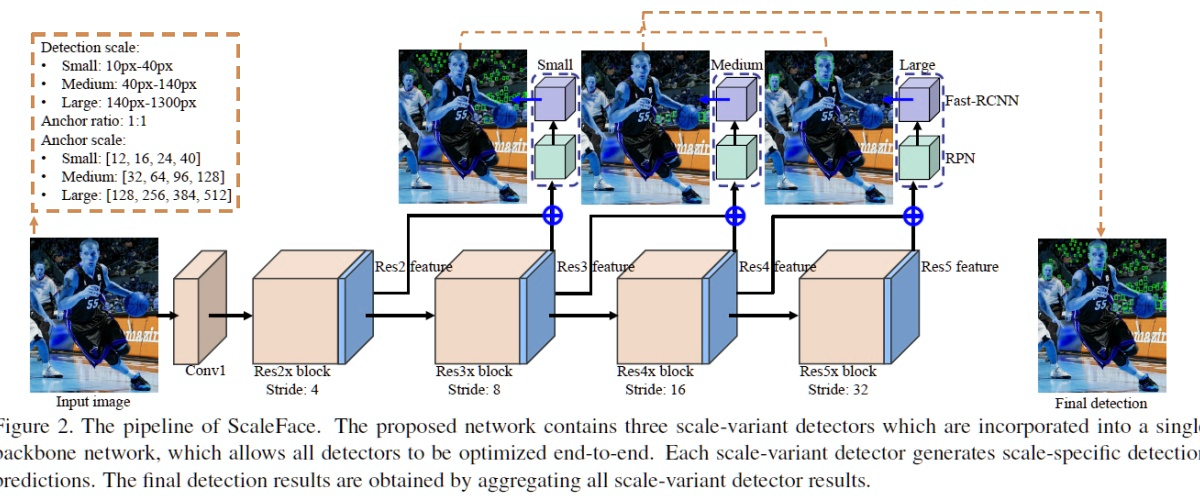 Detection scale:
• Small: 10px-40px
• Medium: 40px-140px
• Large: 140px-1300px
Anchor ratio: 1:1
Anchor scale:
• Small: [12, 16, 24, 40]
• Medium: [32, 64, 96, 128]
• Large: [128, 256, 384, 512]
Small
Medium
Large
Fast-RCNN
RPN
55
55
55
Res2 feature
Res3 feature
Res4 feature
Res5 feature
55
55
Input image
Conv1
Res2x block
Stride: 4
Res3x block
Stride: 8
Res4x block
Stride: 16
Res5x block
Stride: 32
Final detection
Figure 2. The pipeline of ScaleFace. The proposed network contains three scale-variant detectors which are incorporated into a single
backbone network, which allows all detectors to be optimized end-to-end. Each scale-variant detector generates scale-specific detection
predictions. The final detection results are obtained by aggregating all scale-variant detector results.